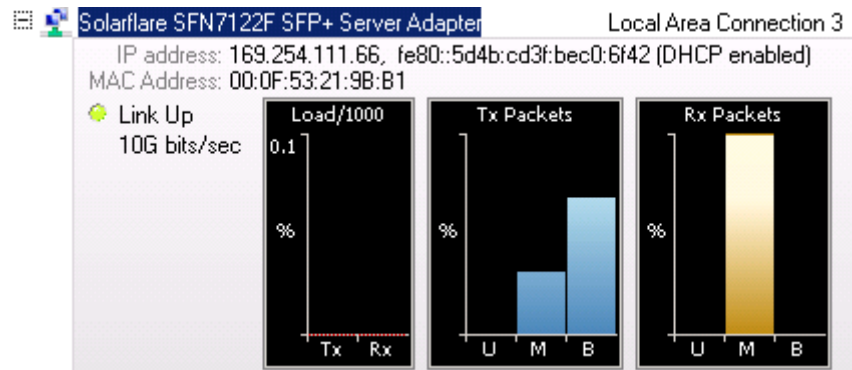 Solarflare SFN7122F SFP+ Server Adapter Local Area Connection 3
IP address: 169.254.111.66, fe80::5d4b:cd3f:bec0:6f42 (DHCP enabled)
MAC Address: 00:0F:53:21:9B:B1
Link Up
10G bits/sec
Load/1000
0.1
%
Tx Rx
Tx Packets
%
U M B
Rx Packets
%
U M B